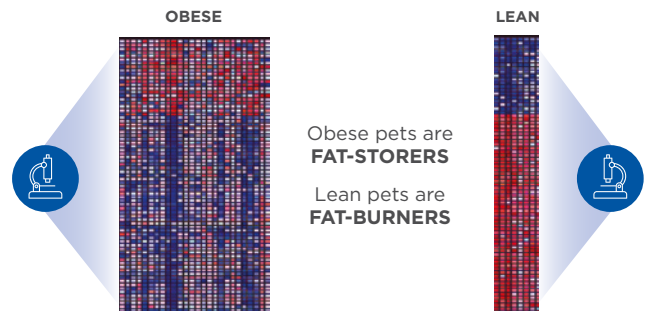 OBESE
LEAN
Obese pets are
FAT-STORERS
Lean pets are
FAT-BURNERS